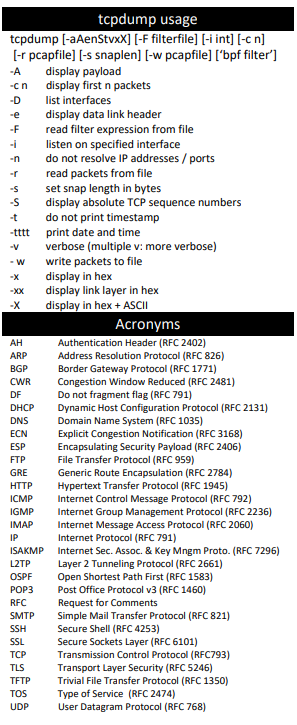 tcpdump usage
tcpdump [-aAenStvxX] [-F filterfile] [-i int] [-c n]
[-r pcapfile] [-s snaplen] [-w pcapfile] [‘bpf filter’]
-A display payload
-c n display first n packets
-D list interfaces
-e display data link header
-F read filter expression from file
-i listen on specified interface
-n do not resolve IP addresses / ports
-r read packets from file
-s set snap length in bytes
-S display absolute TCP sequence numbers
-t do not print timestamp
-tttt print date and time
-v verbose (multiple v: more verbose)
- w write packets to file
-x display in hex
-xx display link layer in hex
-X display in hex + ASCII
Acronyms
AH Authentication Header (RFC 2402)
ARP Address Resolution Protocol (RFC 826)
BGP Border Gateway Protocol (RFC 1771)
CWR Congestion Window Reduced (RFC 2481)
DF Do not fragment flag (RFC 791)
DHCP Dynamic Host Configuration Protocol (RFC 2131)
DNS Domain Name System (RFC 1035)
ECN Explicit Congestion Notification (RFC 3168)
ESP Encapsulating Security Payload (RFC 2406)
FTP File Transfer Protocol (RFC 959)
GRE Generic Route Encapsulation (RFC 2784)
HTTP Hypertext Transfer Protocol (RFC 1945)
ICMP Internet Control Message Protocol (RFC 792)
IGMP Internet Group Management Protocol (RFC 2236)
IMAP Internet Message Access Protocol (RFC 2060)
IP Internet Protocol (RFC 791)
ISAKMP Internet Sec. Assoc. & Key Mngm Proto. (RFC 7296)
L2TP Layer 2 Tunneling Protocol (RFC 2661)
OSPF Open Shortest Path First (RFC 1583)
POP3 Post Office Protocol v3 (RFC 1460)
RFC Request for Comments
SMTP Simple Mail Transfer Protocol (RFC 821)
SSH Secure Shell (RFC 4253)
SSL Secure Sockets Layer (RFC 6101)
TCP Transmission Control Protocol (RFC793)
TLS Transport Layer Security (RFC 5246)
TFTP Trivial File Transfer Protocol (RFC 1350)
TOS Type of Service (RFC 2474)
UDP User Datagram Protocol (RFC 768)